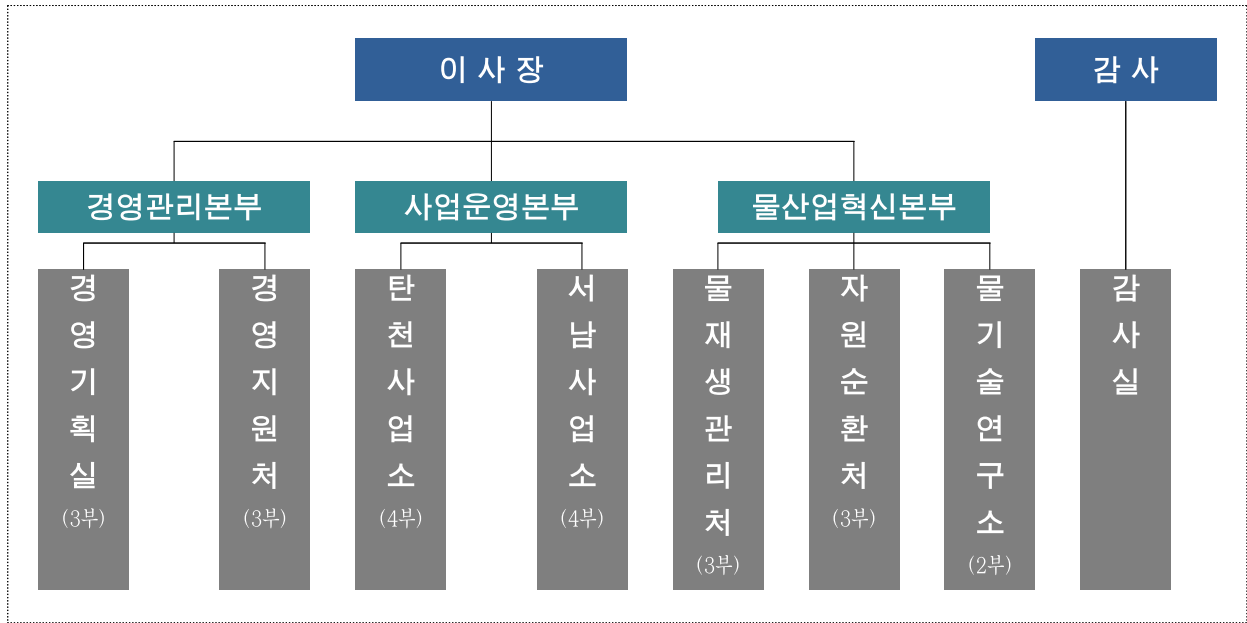 이 사 장
감 사
경영관리본부
사업운영본부
물산업혁신본부
경영기획실
(3부)
경영지원처
(3부)
탄천사업소
(4부)
서남사업소
(4부)
물재생관리처
(3부)
자원순환처
(3부)
물기술연구소
(2부)
감사실